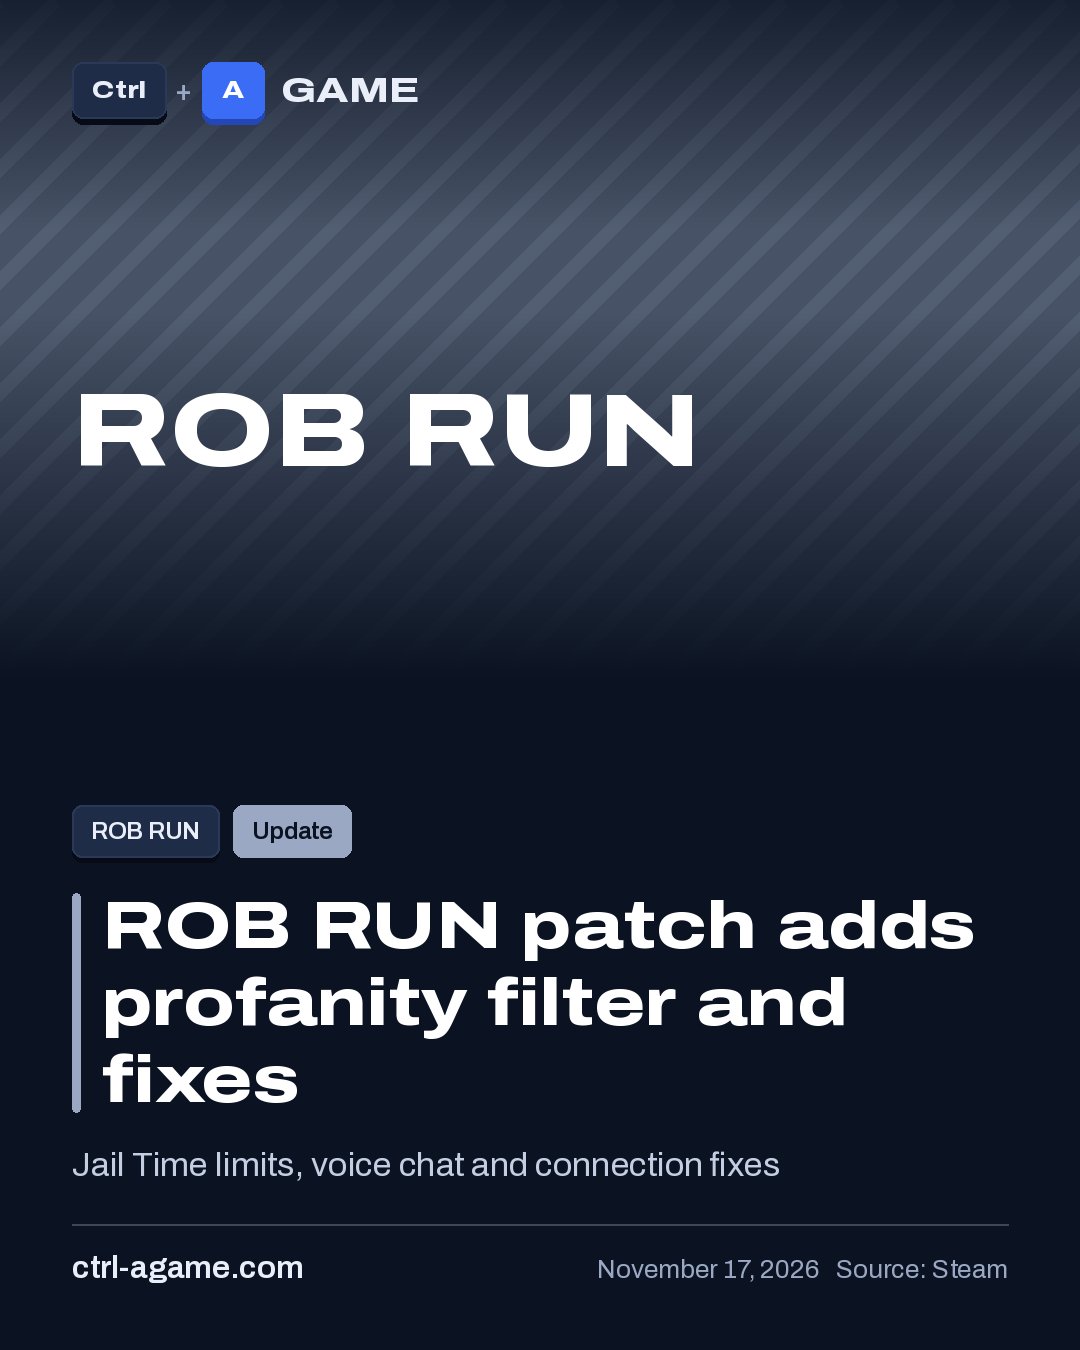 Ctrl + A GAME
ROB RUN
ROB RUN Update
ROB RUN patch adds
profanity filter and
fixes
Jail Time limits, voice chat and connection fixes
ctrl-agame.com November 17, 2026 Source: Steam